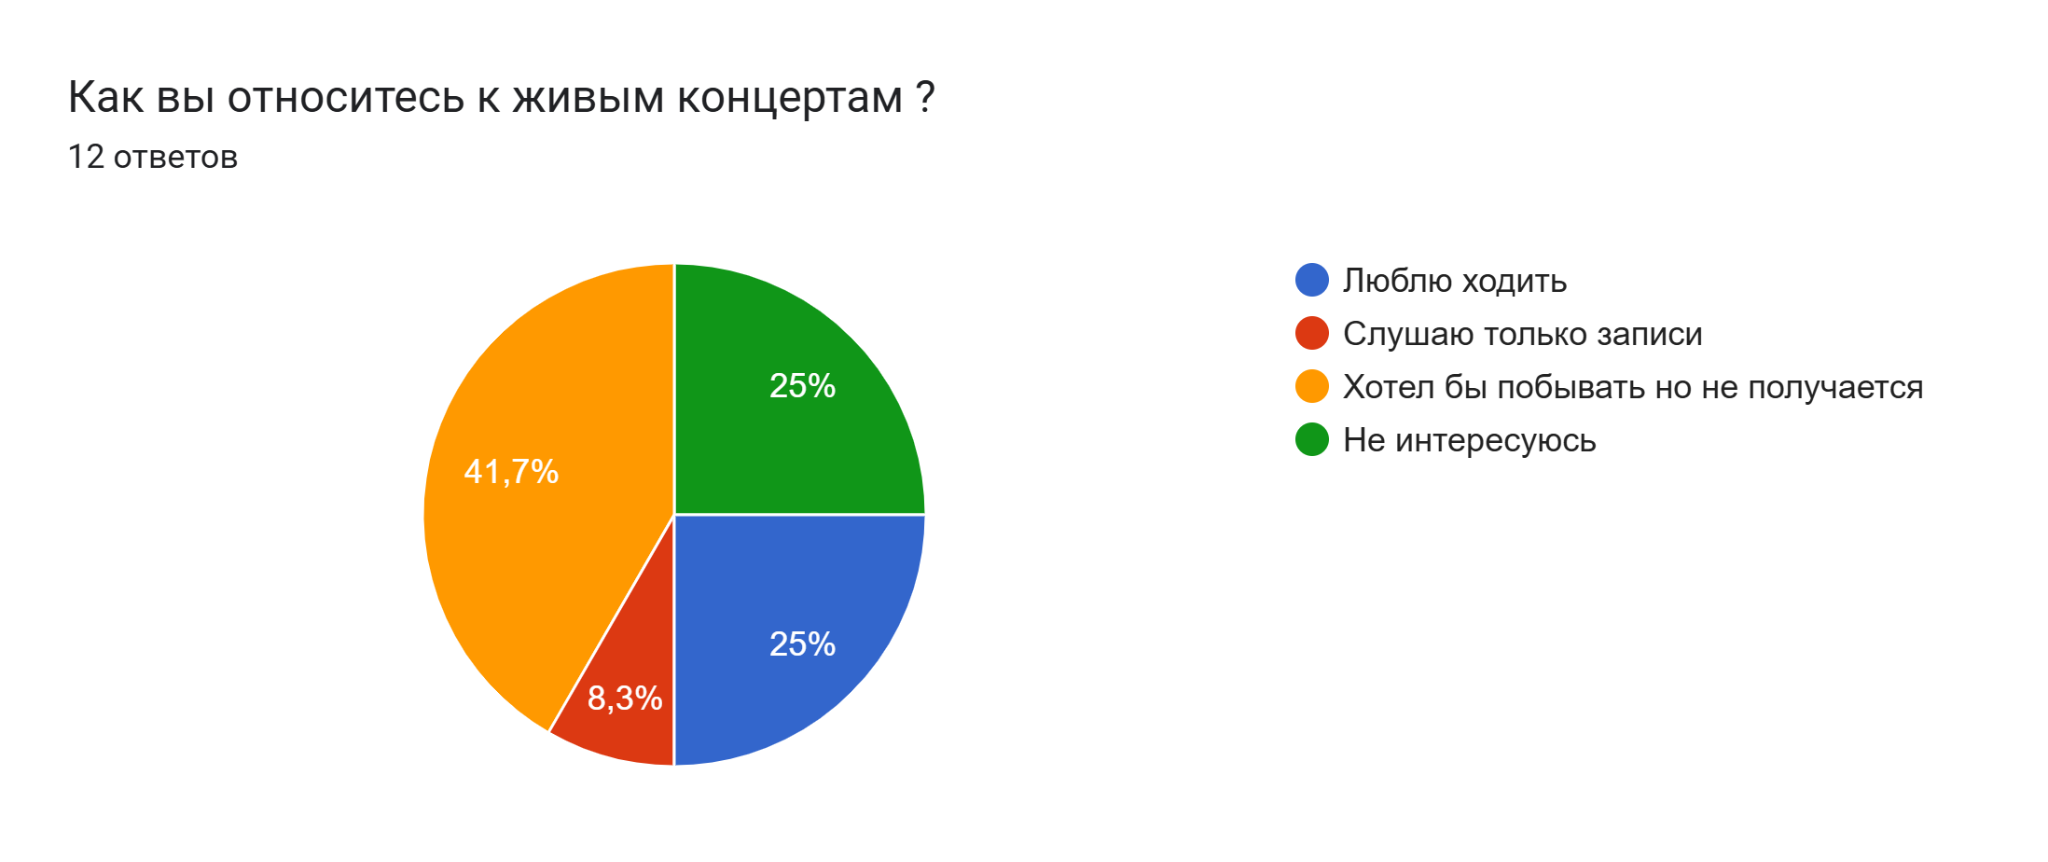 Как вы относитесь к живым концертам ?
12 ответов
25%
41,7%
25%
8,3%
Люблю ходить
Слушаю только записи
Хотел бы побывать но не получается
Не интересуюсь